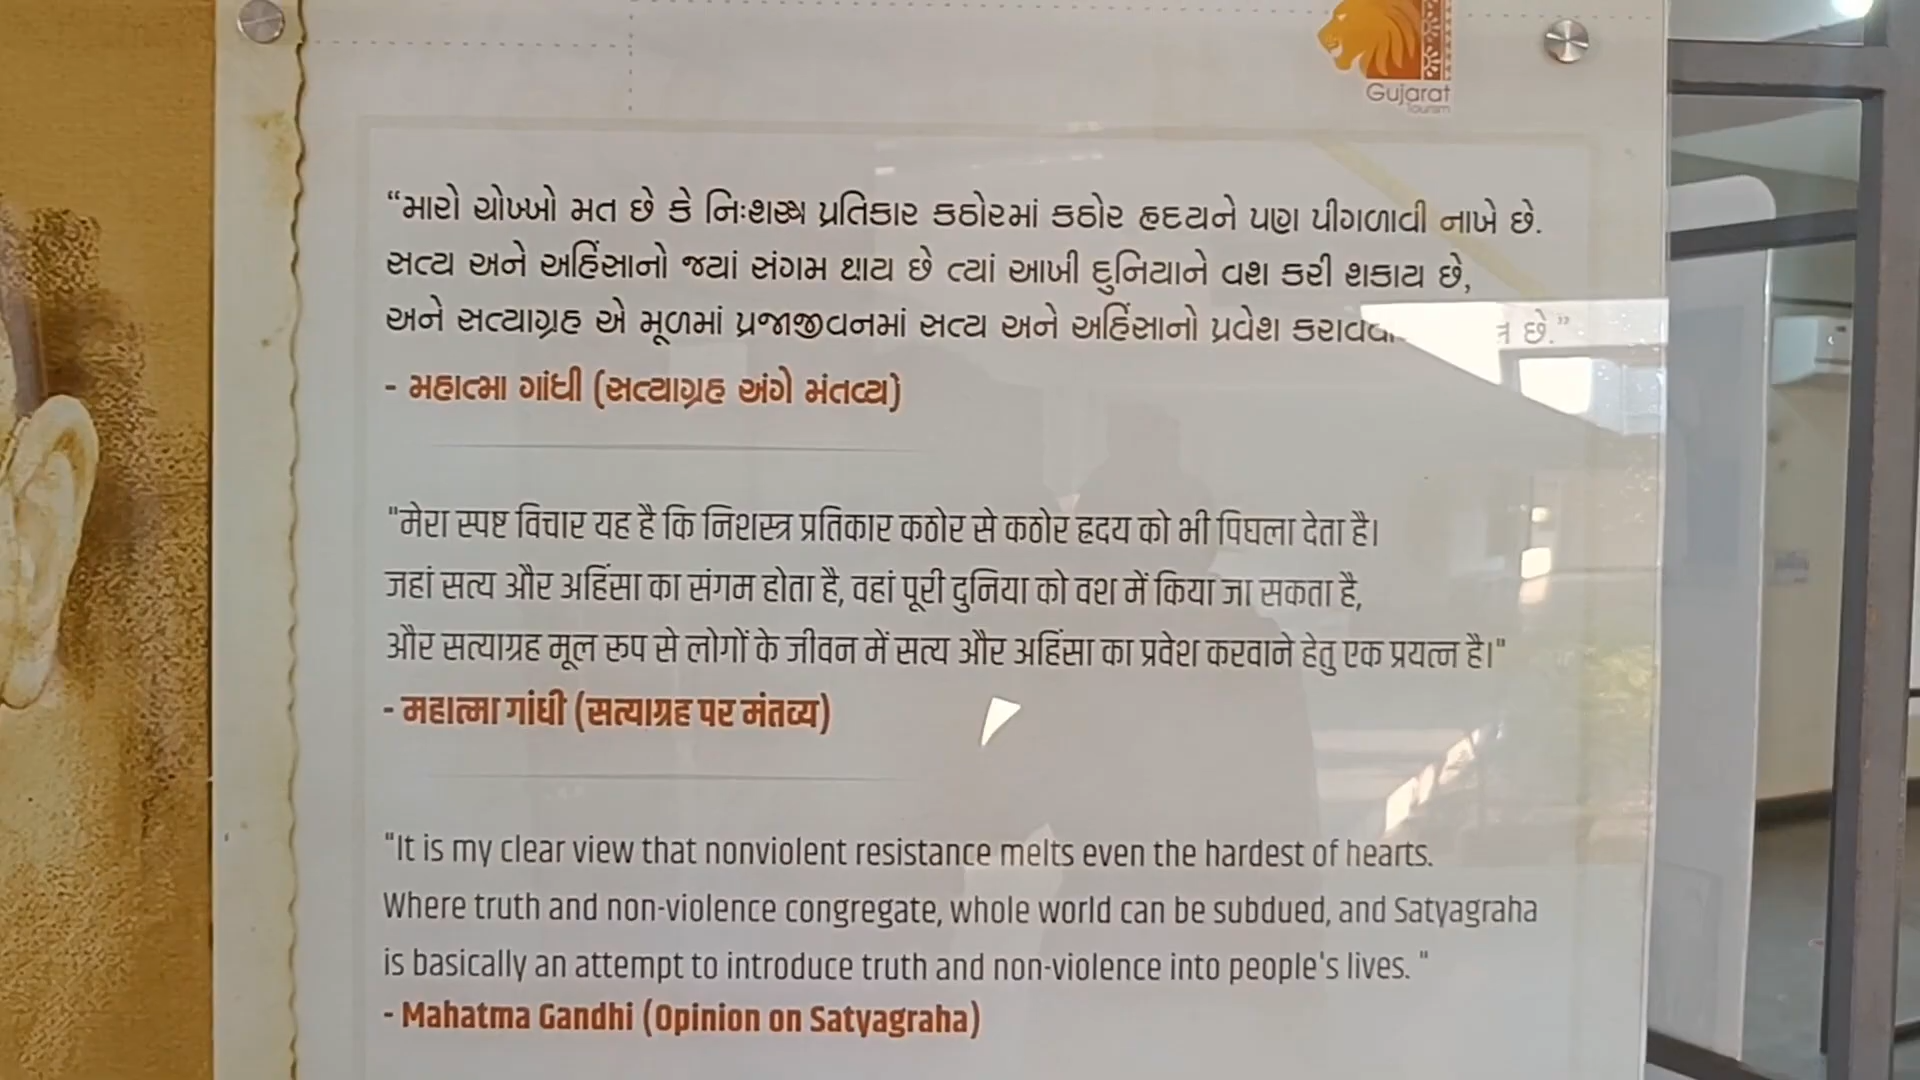 Gujarat
Tourism
“મારો ચોખ્ખો મત છે કે નિઃશસ્ત્ર પ્રતિકાર કઠોરમાં કઠોર હૃદયને પણ પીગળાવી નાખે છે.
સત્ય અને અહિંસાનો જ્યાં સંગમ થાય છે ત્યાં આખી દુનિયાને વશ કરી શકાય છે,
અને સત્યાગ્રહ એ મૂળમાં પ્રજાજીવનમાં સત્ય અને અહિંસાનો પ્રવેશ છે.”
- મહાત્મા ગાંધી (સત્યાગ્રહ અંગે મંતવ્ય)
"मेरा स्पष्ट विचार यह है कि निशस्त्र प्रतिकार कठोर से कठोर ह्रदय को भी पिघला देता है।
जहां सत्य और अहिंसा का संगम होता है, वहां पूरी दुनिया को वश में किया जा सकता है,
और सत्याग्रह मूल रूप से लोगों के जीवन में सत्य और अहिंसा का प्रवेश करवाने हेतु एक प्रयत्न है।"
- महात्मा गांधी (सत्याग्रह पर मंतव्य)
"It is my clear view that nonviolent resistance melts even the hardest of hearts.
Where truth and non-violence congregate, whole world can be subdued, and Satyagraha
is basically an attempt to introduce truth and non-violence into people's lives. "
- Mahatma Gandhi (Opinion on Satyagraha)